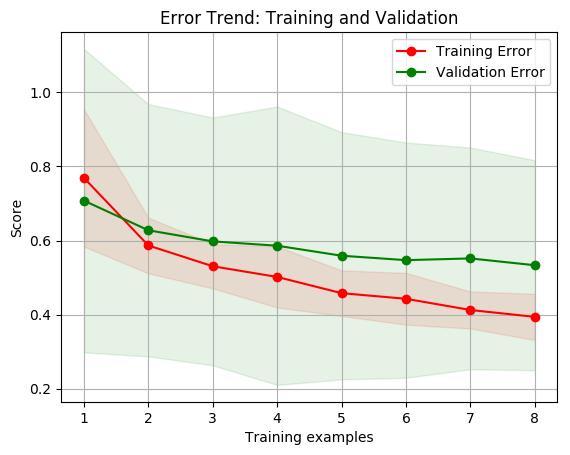 Error Trend: Training and Validation
Training Error
Validation Error
1.0
0.8
0.6
0.4
0.2
Score
1 2 3 4 5 6 7 8
Training examples